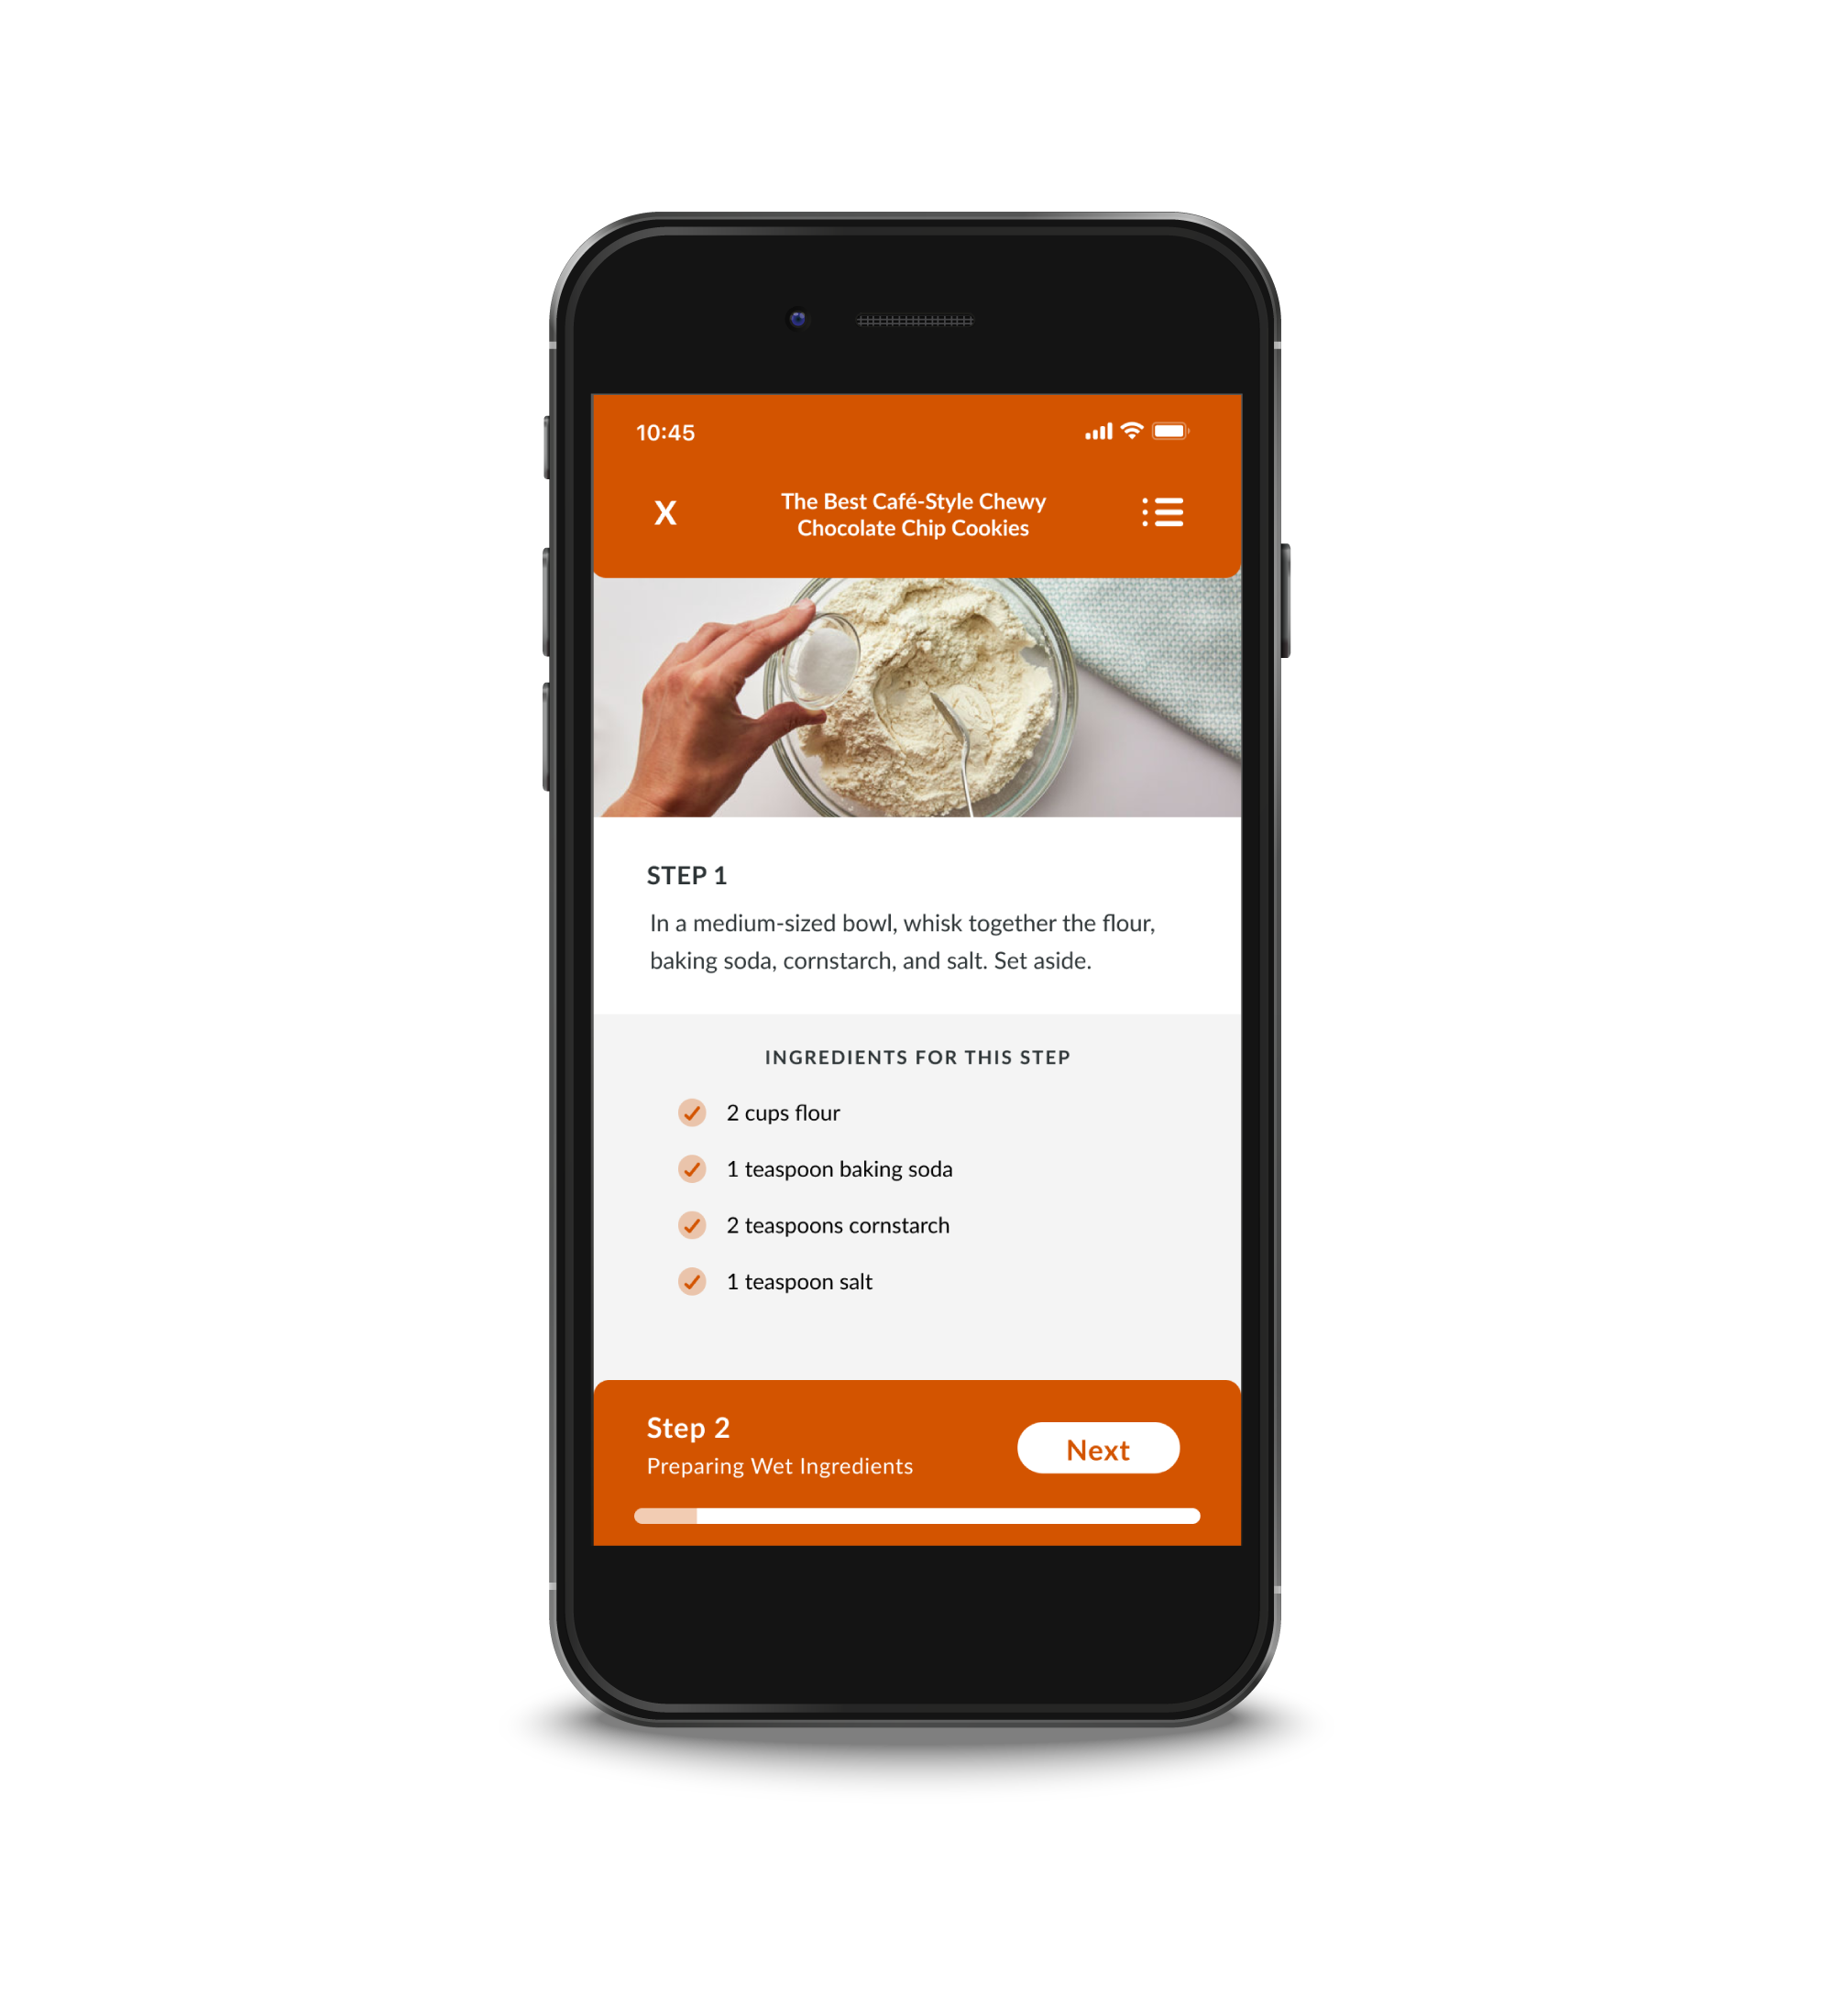 10:45
X
The Best Café-Style Chewy
Chocolate Chip Cookies
STEP 1
In a medium-sized bowl, whisk together the flour,
baking soda, cornstarch, and salt. Set aside.
INGREDIENTS FOR THIS STEP
2 cups flour
1 teaspoon baking soda
2 teaspoons cornstarch
1 teaspoon salt
Step 2
Preparing Wet Ingredients
Next